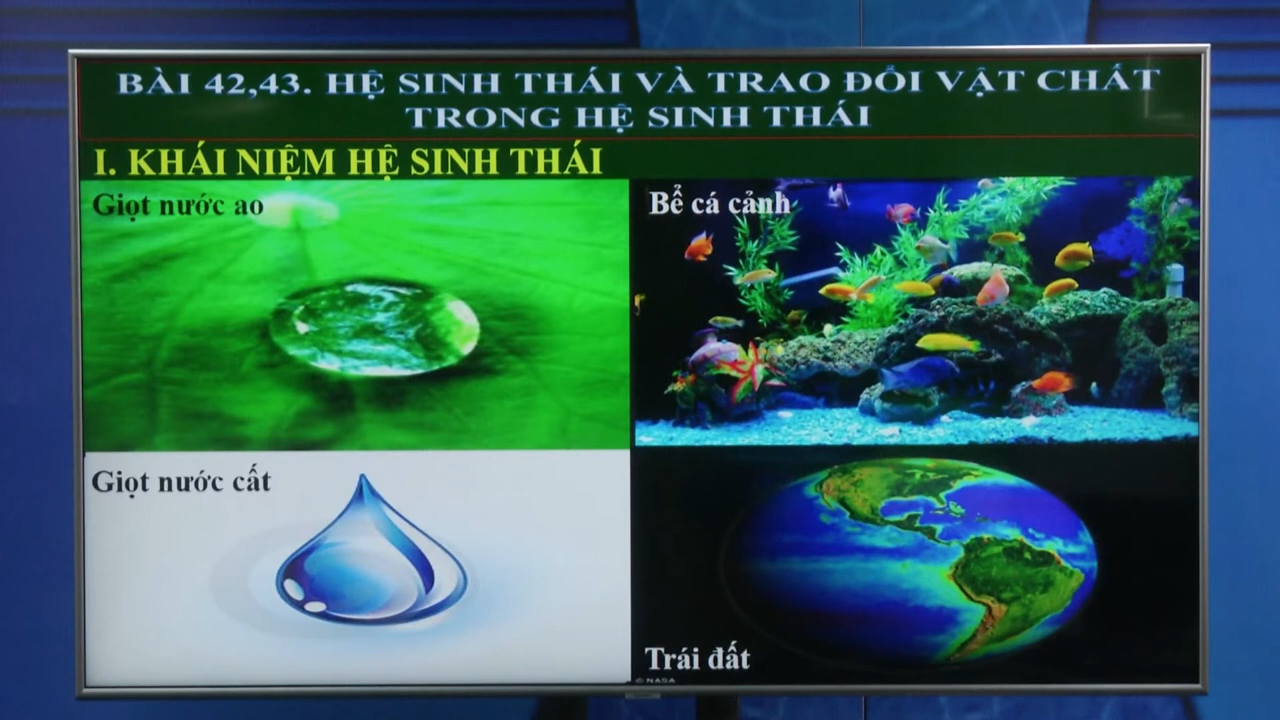 BÀI 42,43. HỆ SINH THÁI VÀ TRAO ĐỔI VẬT CHẤT
TRONG HỆ SINH THÁI
I. KHÁI NIỆM HỆ SINH THÁI
Giọt nước ao
Bể cá cảnh
Giọt nước cất
Trái đất
© NASA